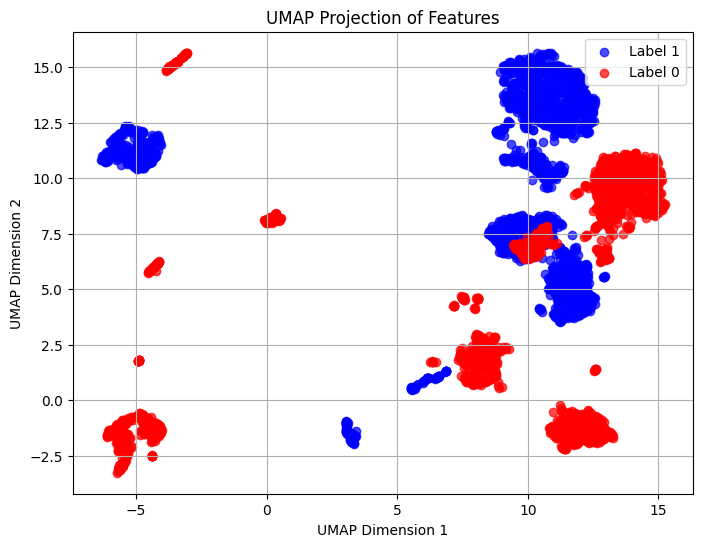 UMAP Projection of Features
Label 1
Label 0
15.0
12.5
10.0
7.5
5.0
2.5
0.0
−2.5
UMAP Dimension 2
−5
0
5
10
15
UMAP Dimension 1